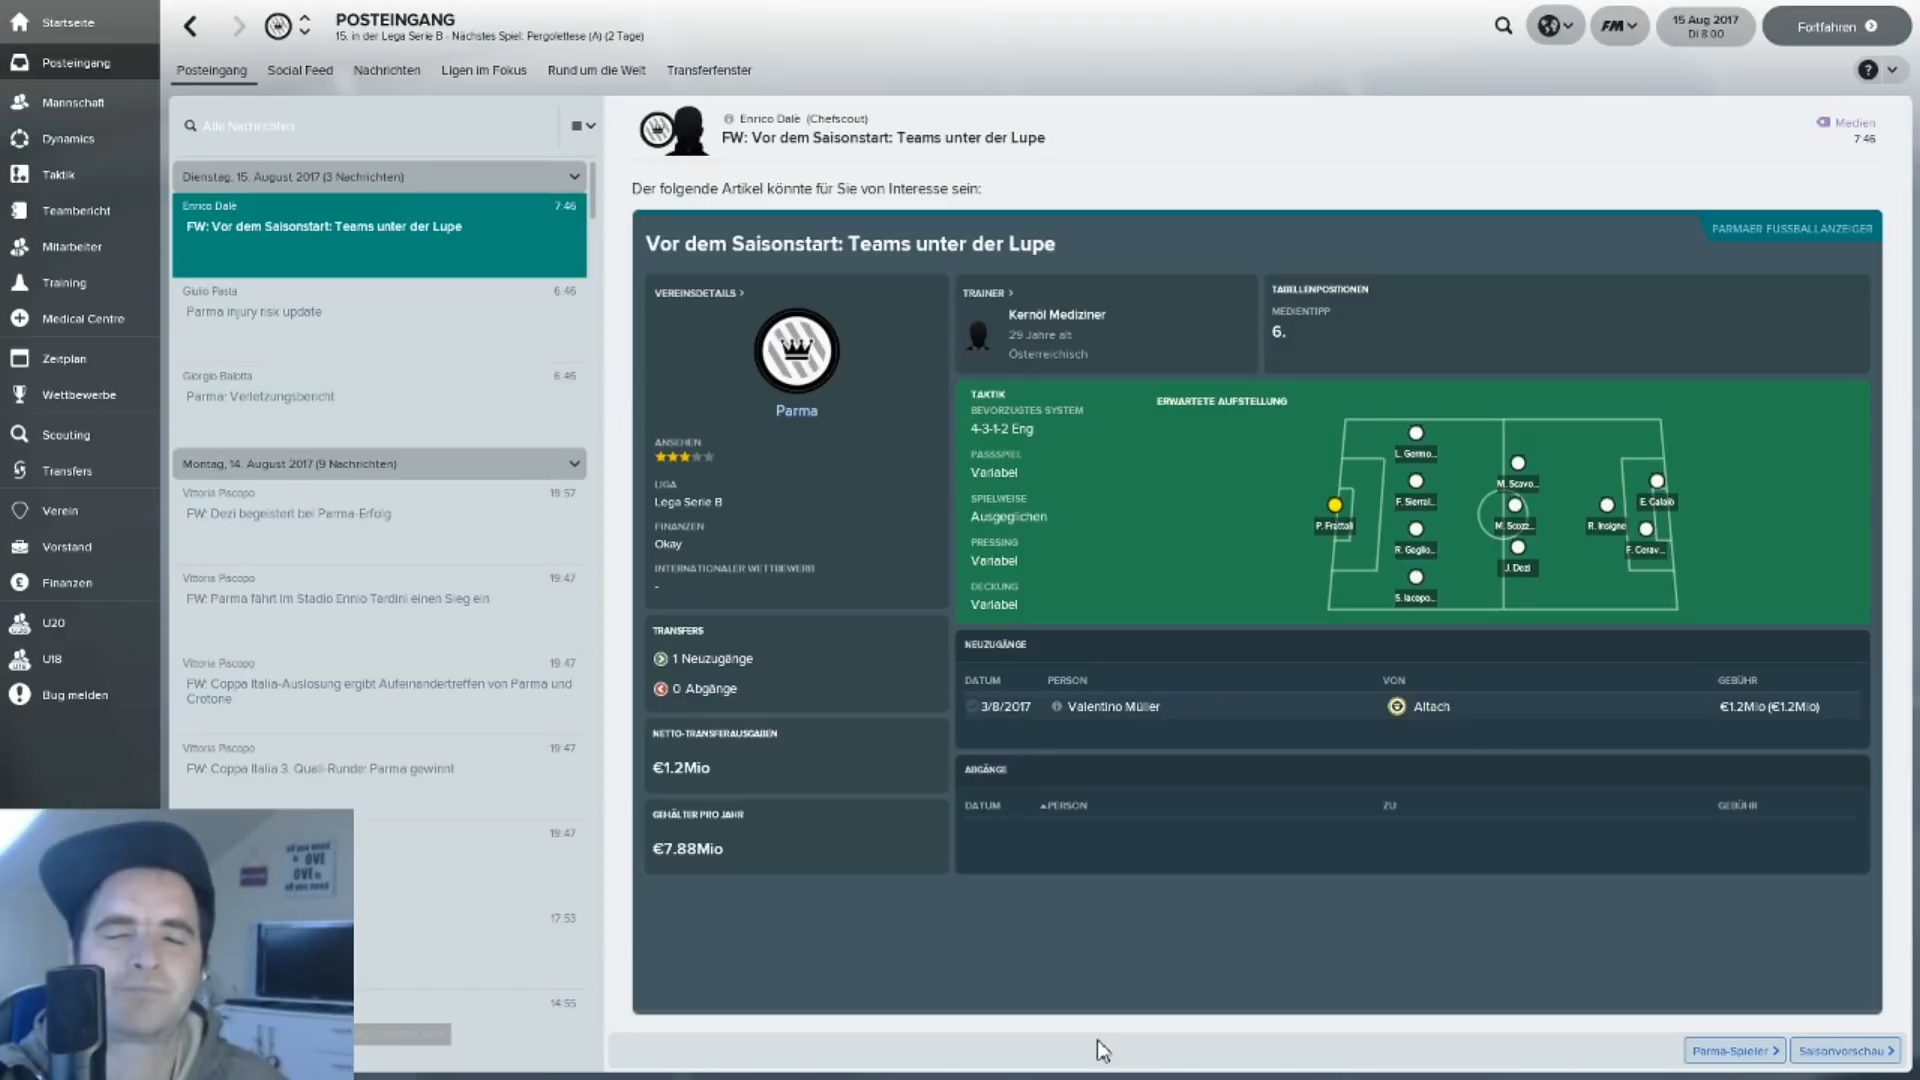 Startseite
Posteingang
Mannschaft
Dynamics
Taktik
Teambericht
Mitarbeiter
Training
Medical Centre
Zeitplan
Wettbewerbe
Scouting
Transfers
Verein
Vorstand
Finanzen
U20
U18
Bug melden
POSTEINGANG
15. in der Lega Serie B - Nächstes Spiel: Pergolettese (A) (2 Tage)
FM
15 Aug 2017
Di 8:00
Fortfahren
Posteingang Social Feed Nachrichten Ligen im Fokus Rund um die Welt Transferfenster
Alle Nachrichten
Dienstag, 15. August 2017 (3 Nachrichten)
Enrico Dalè 7:46
FW: Vor dem Saisonstart: Teams unter der Lupe
Giulio Pasta 6:46
Parma injury risk update
Giorgio Balotta 6:46
Parma: Verletzungsbericht
Montag, 14. August 2017 (9 Nachrichten)
Vittoria Piscopo 19:57
FW: Dezi begeistert bei Parma-Erfolg
Vittoria Piscopo 19:47
FW: Parma fährt im Stadio Ennio Tardini einen Sieg ein
Vittoria Piscopo 19:47
FW: Coppa Italia-Auslosung ergibt Aufeinandertreffen von Parma und
Crotone
Vittoria Piscopo 19:47
FW: Coppa Italia 3. Quali-Runde: Parma gewinnt
19:47
17:53
14:55
Enrico Dalè (Chefscout)
FW: Vor dem Saisonstart: Teams unter der Lupe
Medien
7:46
Der folgende Artikel könnte für Sie von Interesse sein:
PARMAER FUSSBALLANZEIGER
Vor dem Saisonstart: Teams unter der Lupe
VEREINSDETAILS >
Parma
ANSEHEN
LIGA
Lega Serie B
FINANZEN
Okay
INTERNATIONALER WETTBEWERB
-
TRANSFERS
1 Neuzugänge
0 Abgänge
NETTO-TRANSFERAUSGABEN
€1.2Mio
GEHÄLTER PRO JAHR
€7.88Mio
TRAINER >
Kernöl Mediziner
29 Jahre alt
Österreichisch
TABELLENPOSITIONEN
MEDIENTIPP
6.
TAKTIK
BEVORZUGTES SYSTEM
4-3-1-2 Eng
PASSSPIEL
Variabel
SPIELWEISE
Ausgeglichen
PRESSING
Variabel
DECKUNG
Variabel
ERWARTETE AUFSTELLUNG
L. Germo...
M. Scavo...
F. Sierral...
E. Calaiò
P. Frattali
M. Scozz...
R. Insigne
R. Gaglio...
F. Cerav...
J. Dezi
S. Iacopo...
NEUZUGÄNGE
DATUM PERSON VON GEBÜHR
3/8/2017 Valentino Müller Altach €1.2Mio (€1.2Mio)
ABGÄNGE
DATUM PERSON ZU GEBÜHR
Parma-Spieler >
Saisonvorschau >